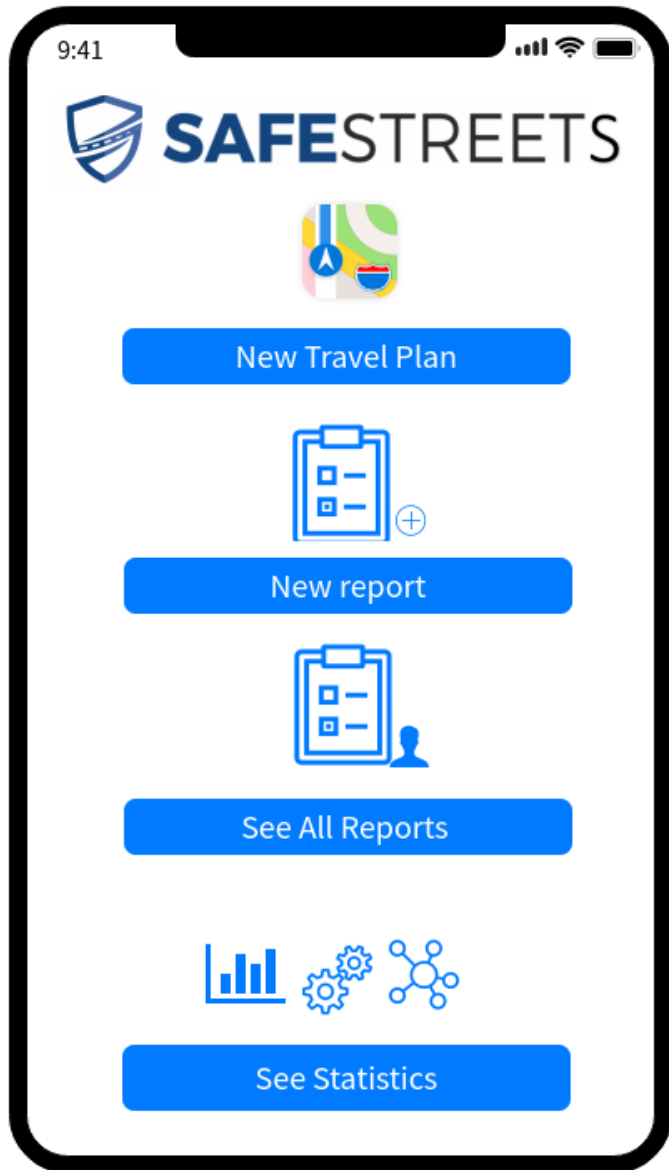 9:41
SAFESTREETS
New Travel Plan
New report
See All Reports
See Statistics